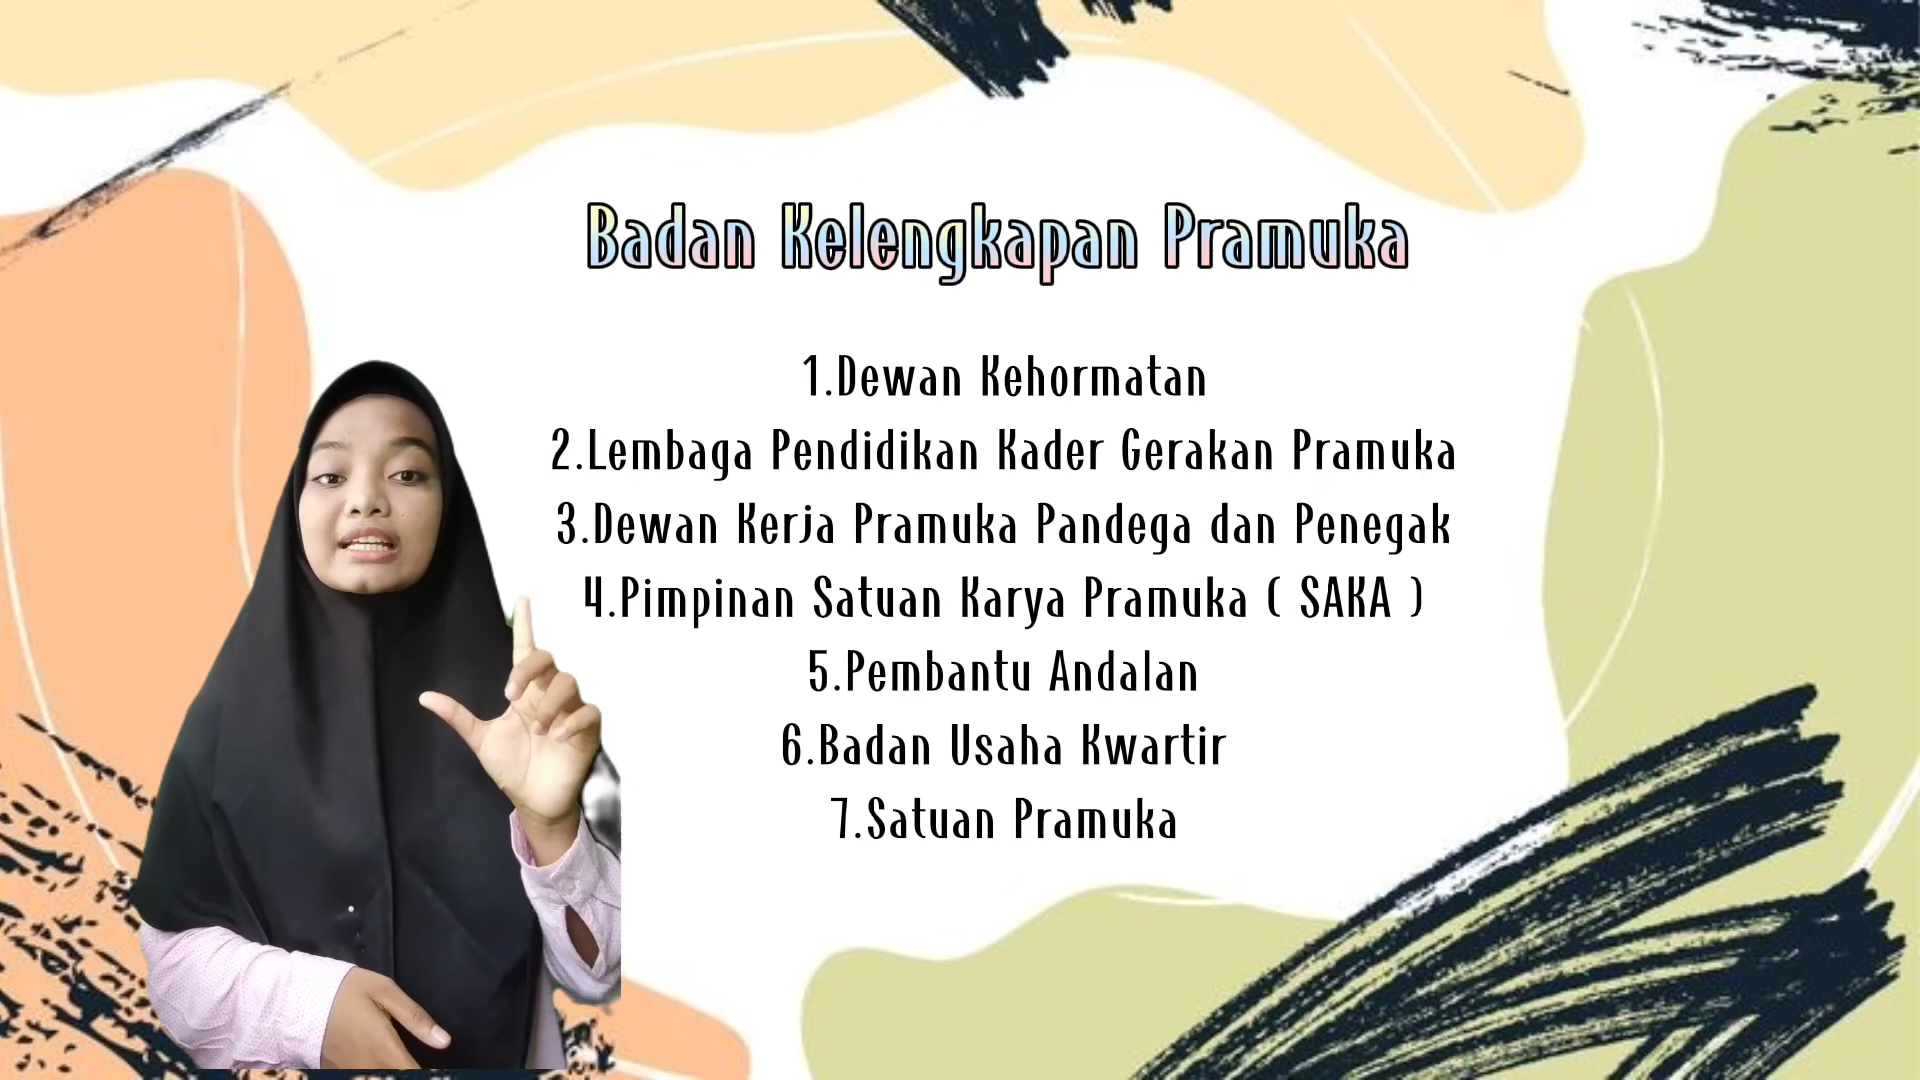 Badan Kelengkapan Pramuka
1.Dewan Kehormatan
2.Lembaga Pendidikan Kader Gerakan Pramuka
3.Dewan Kerja Pramuka Pandega dan Penegak
4.Pimpinan Satuan Karya Pramuka ( SAKA )
5.Pembantu Andalan
6.Badan Usaha Kwartir
7.Satuan Pramuka